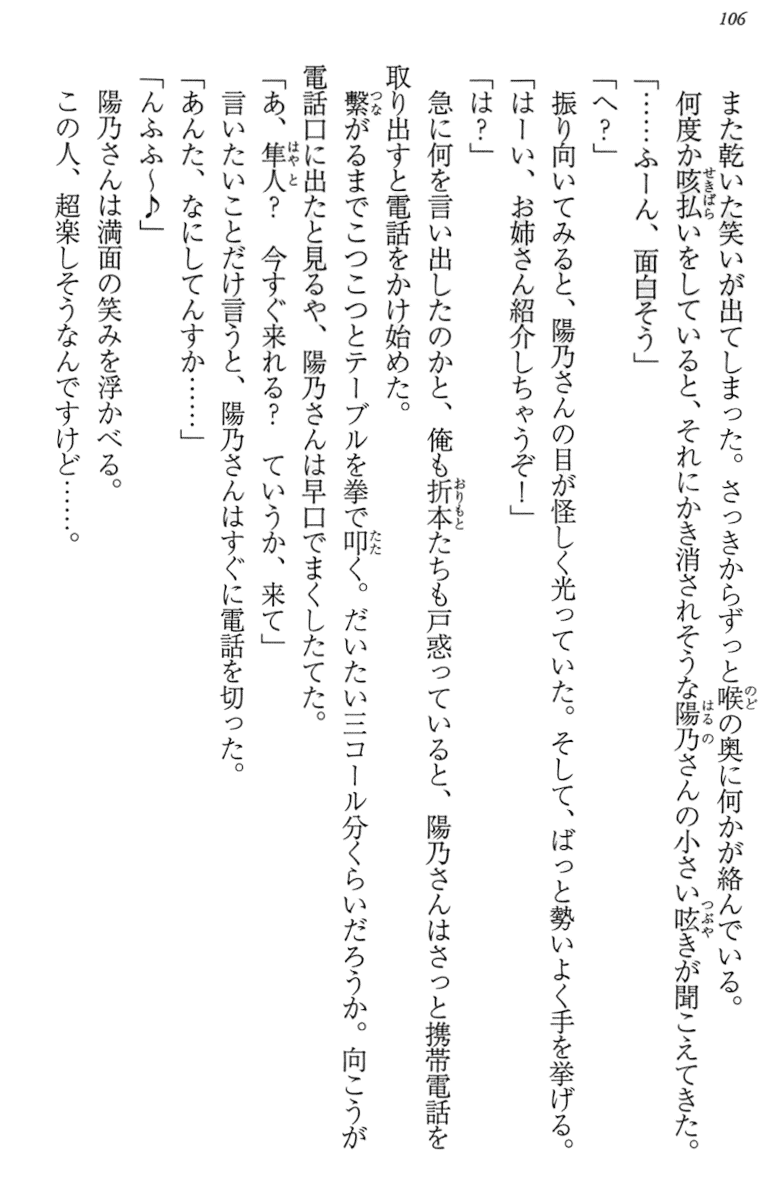 106
また乾いた笑いが出てしまった。さっきからずっと喉の奥に何かが絡んでいる。
何度か咳払いをしていると、それにかき消されそうな陽乃さんの小さい呟きが聞こえてきた。
「……ふーん、面白そう」
「へ？」
振り向いてみると、陽乃さんの目が怪しく光っていた。そして、ばっと勢いよく手を挙げる。
「はーい、お姉さん紹介しちゃうぞ！」
「は？」
急に何を言い出したのかと、俺も折本たちも戸惑っていると、陽乃さんはさっと携帯電話を
取り出すと電話をかけ始めた。
繫がるまでこつこつとテーブルを拳で叩く。だいたい三コール分くらいだろうか。向こうが
電話口に出たと見るや、陽乃さんは早口でまくしたてた。
「あ、隼人？　今すぐ来れる？　ていうか、来て」
言いたいことだけ言うと、陽乃さんはすぐに電話を切った。
「あんた、なにしてんすか……」
「んふふ～♪」
陽乃さんは満面の笑みを浮かべる。
この人、超楽しそうなんですけど……。